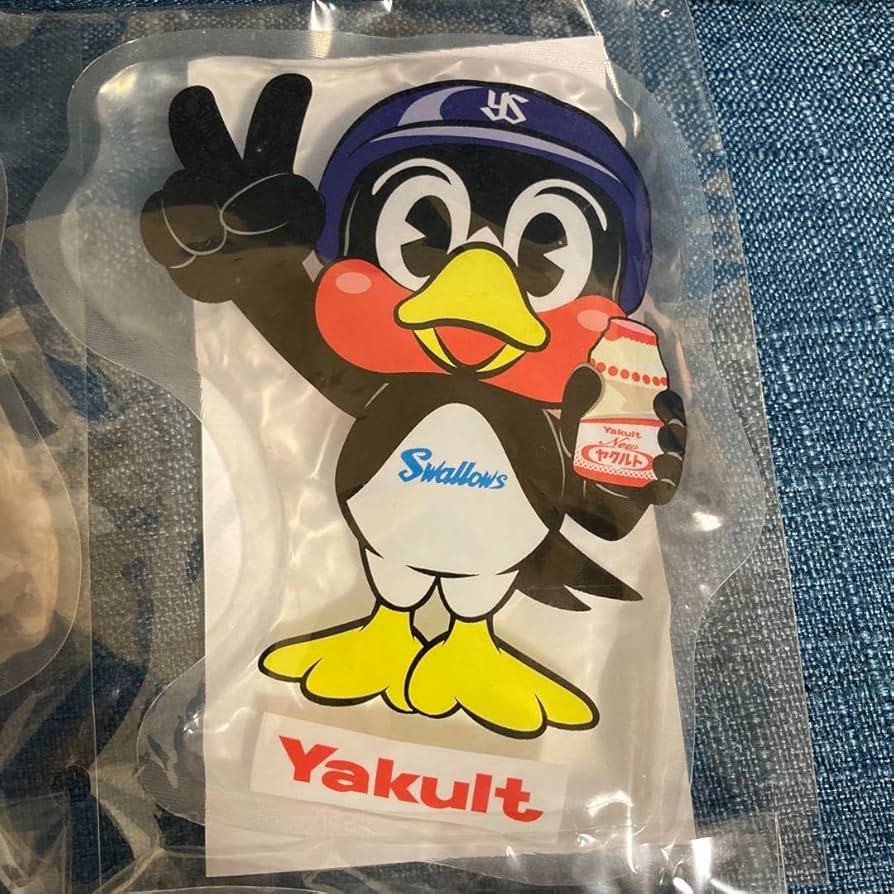 YS
Swallows
Yakult
New
ヤクルト
Yakult